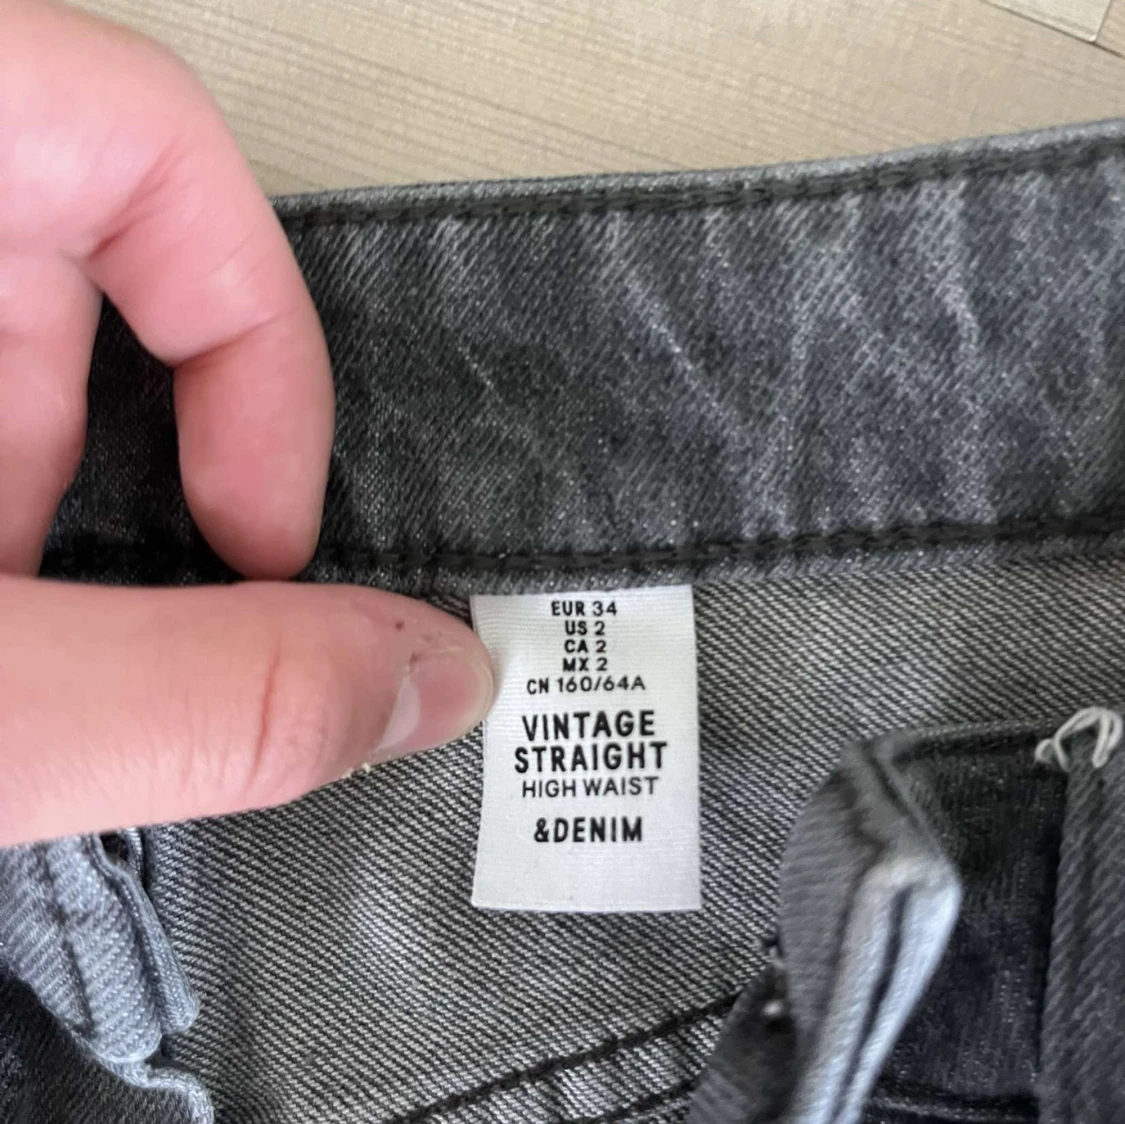 EUR 34
US 2
CA 2
MX 2
CN 160/64A
VINTAGE
STRAIGHT
HIGH WAIST
&DENIM